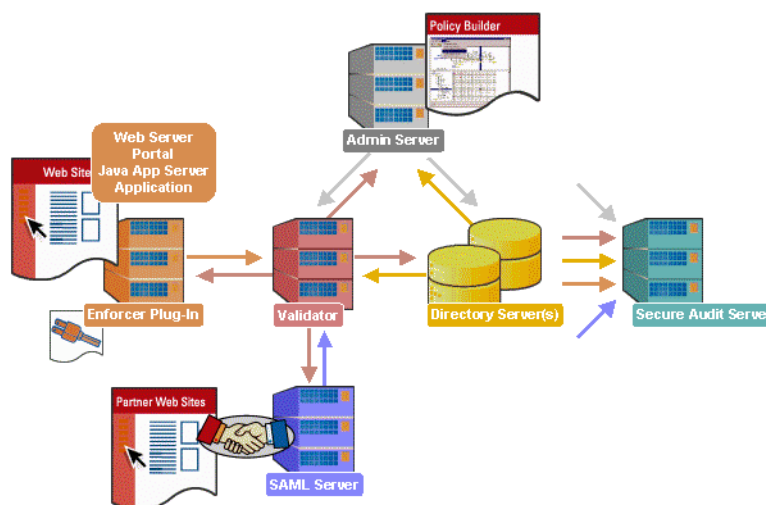 Policy Builder
Admin Server
Web Server
Portal
Java App Server
Application
Web Site
Enforcer Plug-In
Validator
Directory Server(s)
Secure Audit Server
Partner Web Sites
SAML Server